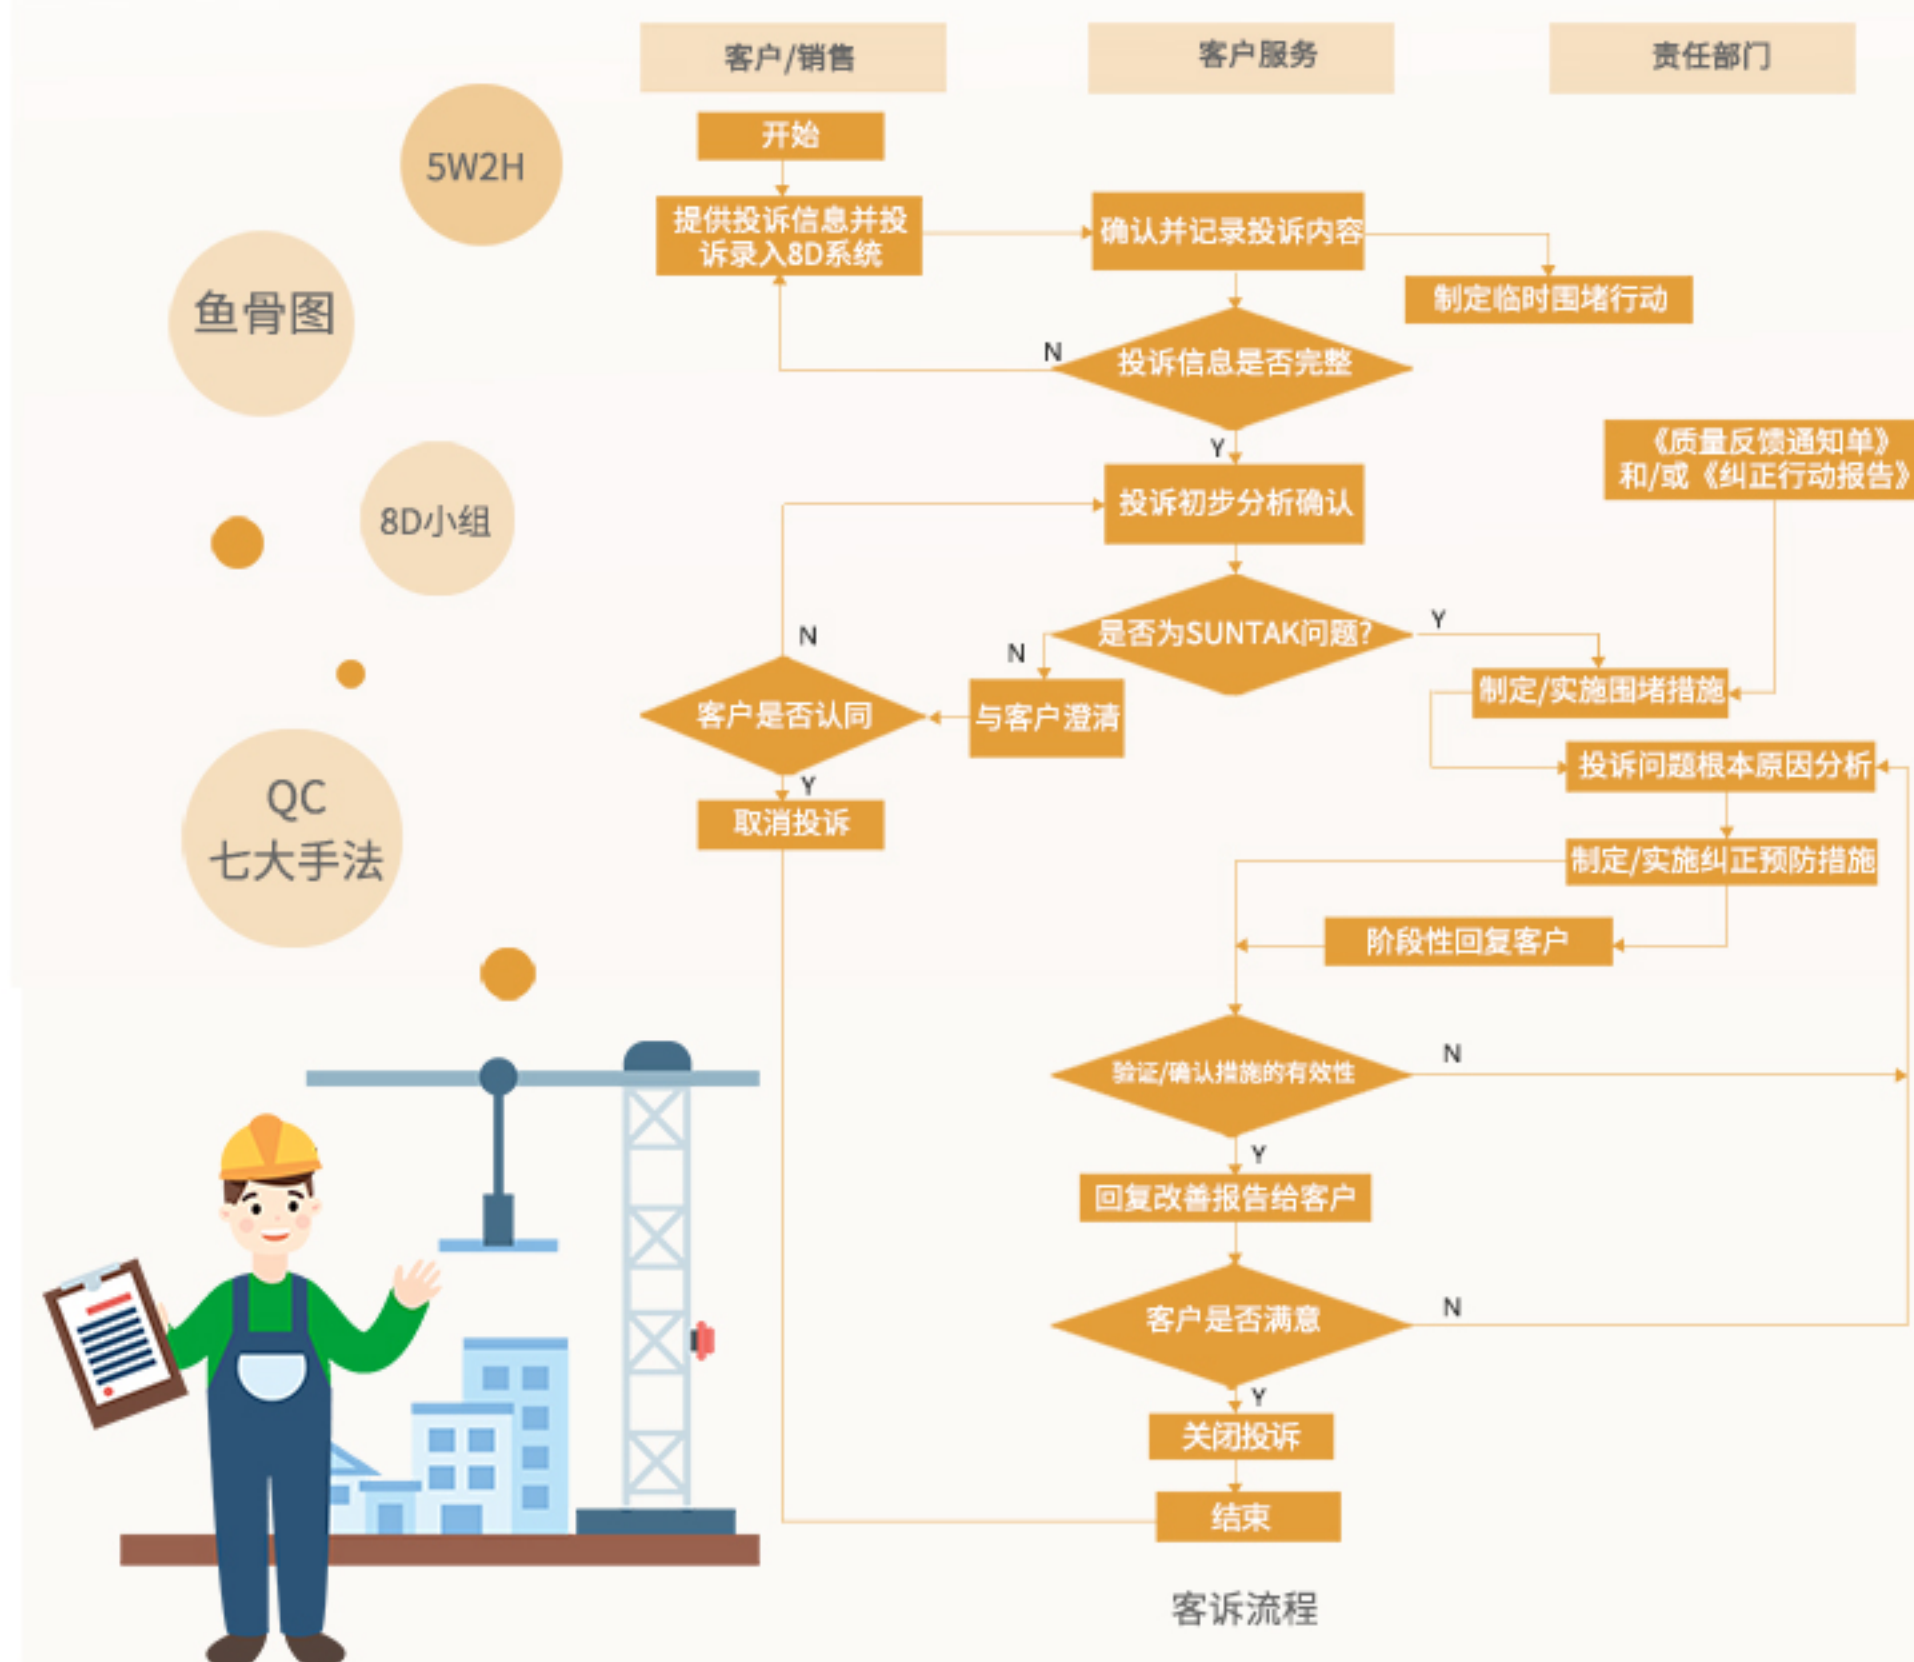 客户/销售
客户服务
责任部门
开始
5W2H
提供投诉信息并投
诉录入8D系统
确认并记录投诉内容
制定临时围堵行动
鱼骨图
N
投诉信息是否完整
Y
《质量反馈通知单》
和/或《纠正行动报告》
投诉初步分析确认
8D小组
是否为SUNTAK问题?
Y
N
N
制定/实施围堵措施
客户是否认同
与客户澄清
投诉问题根本原因分析
Y
取消投诉
QC
七大手法
制定/实施纠正预防措施
阶段性回复客户
验证/确认措施的有效性
N
Y
回复改善报告给客户
客户是否满意
N
Y
关闭投诉
结束
客诉流程